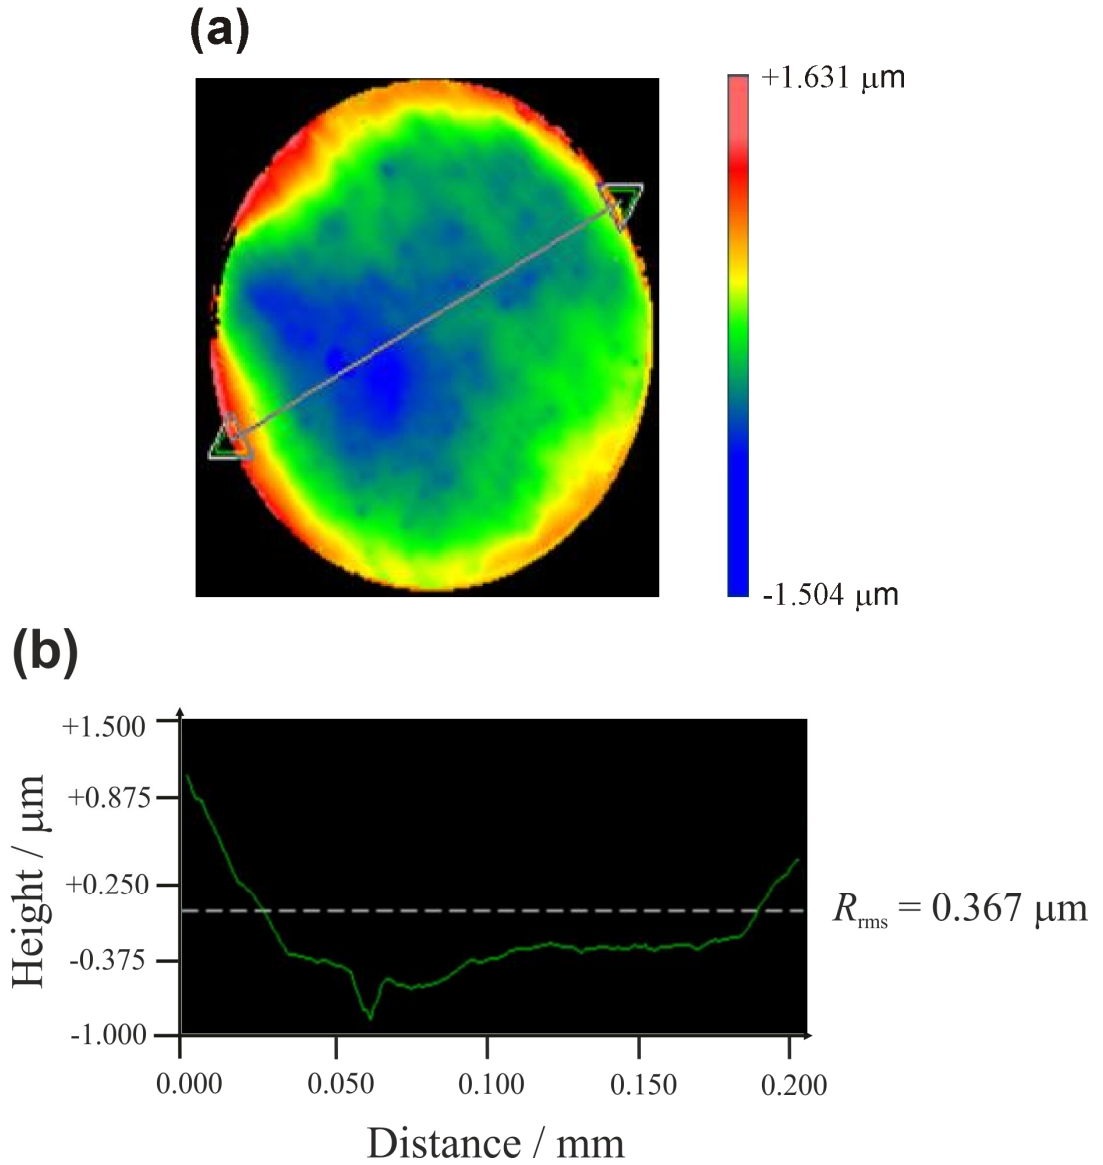 (a)
+1.631 μm
-1.504 μm
(b)
+1.500
+0.875
+0.250
-0.375
-1.000
Height / μm
R_rms = 0.367 μm
0.000 0.050 0.100 0.150 0.200
Distance / mm